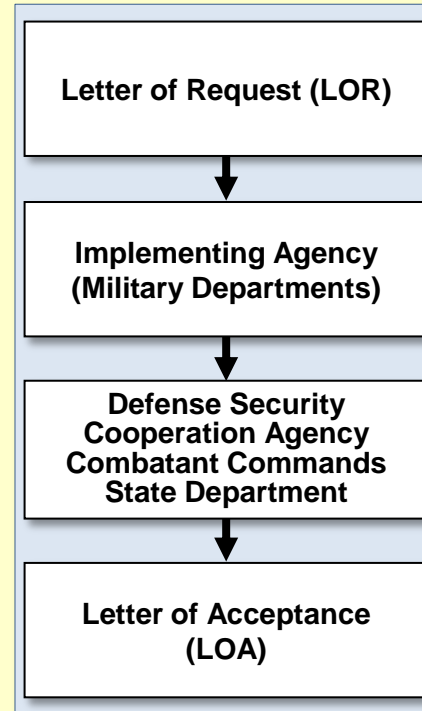 Letter of Request (LOR)
Implementing Agency
(Military Departments)
Defense Security
Cooperation Agency
Combatant Commands
State Department
Letter of Acceptance
(LOA)